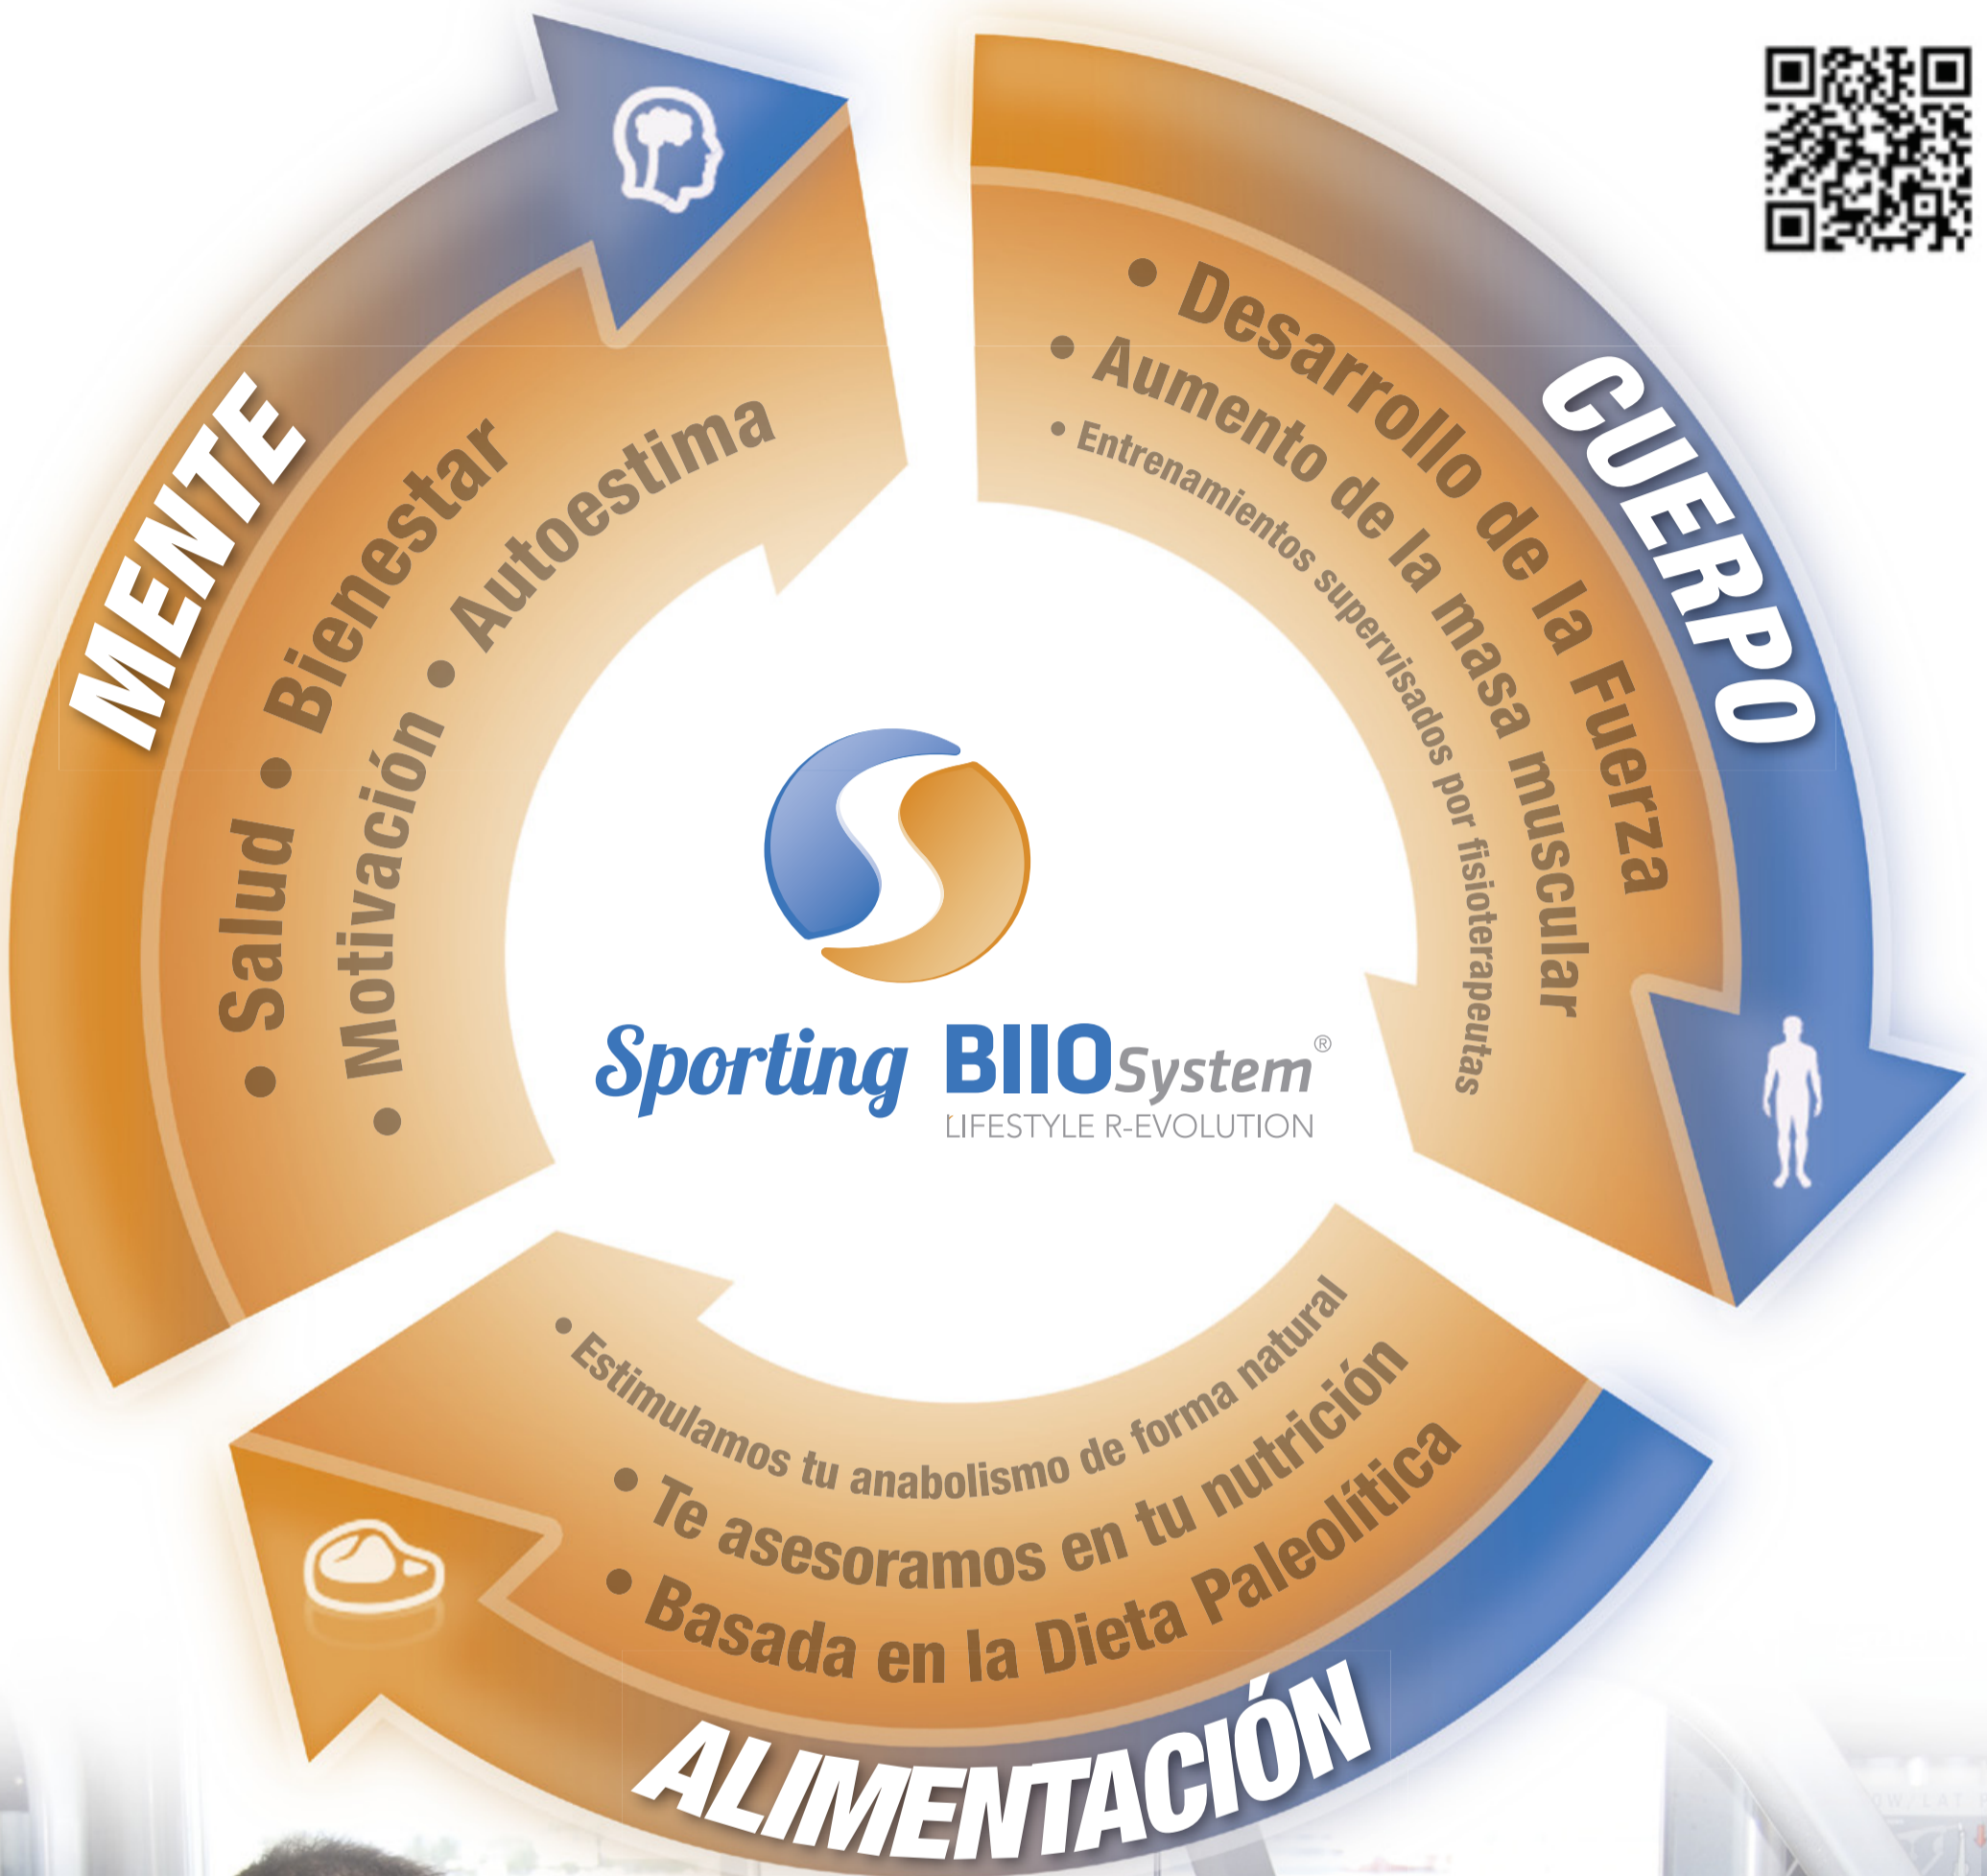 MENTE
• Salud • Bienestar
• Motivación • Autoestima
CUERPO
• Desarrollo de la Fuerza
• Aumento de la masa muscular
• Entrenamientos supervisados por fisioterapeutas
Sporting BIIOSystem®
LIFESTYLE R-EVOLUTION
• Estimulamos tu anabolismo de forma natural
• Te asesoramos en tu nutrición
• Basada en la Dieta Paleolítica
ALIMENTACIÓN